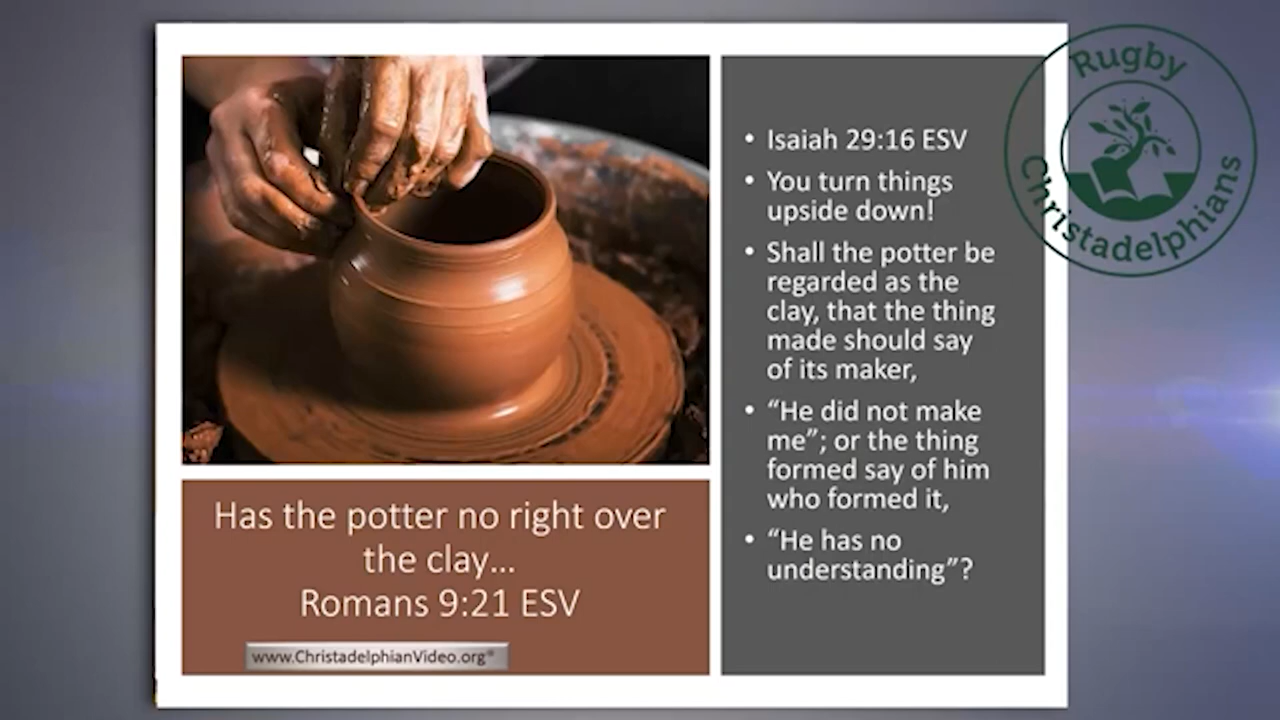 Has the potter no right over
the clay...
Romans 9:21 ESV
www.ChristadelphianVideo.org®
• Isaiah 29:16 ESV
• You turn things
upside down!
• Shall the potter be
regarded as the
clay, that the thing
made should say
of its maker,
• “He did not make
me”; or the thing
formed say of him
who formed it,
• “He has no
understanding”?
Rugby
Christadelphians